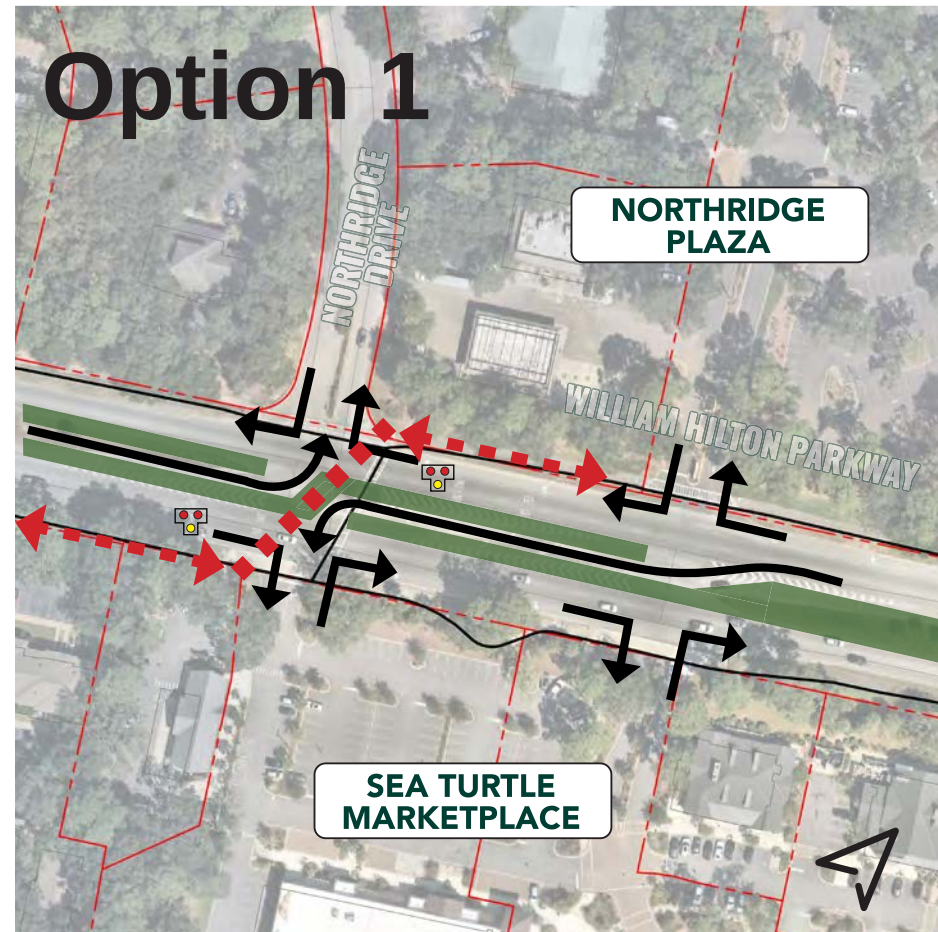 Option 1
NORTHRIDGE
DRIVE
NORTHRIDGE
PLAZA
WILLIAM HILTON PARKWAY
SEA TURTLE
MARKETPLACE